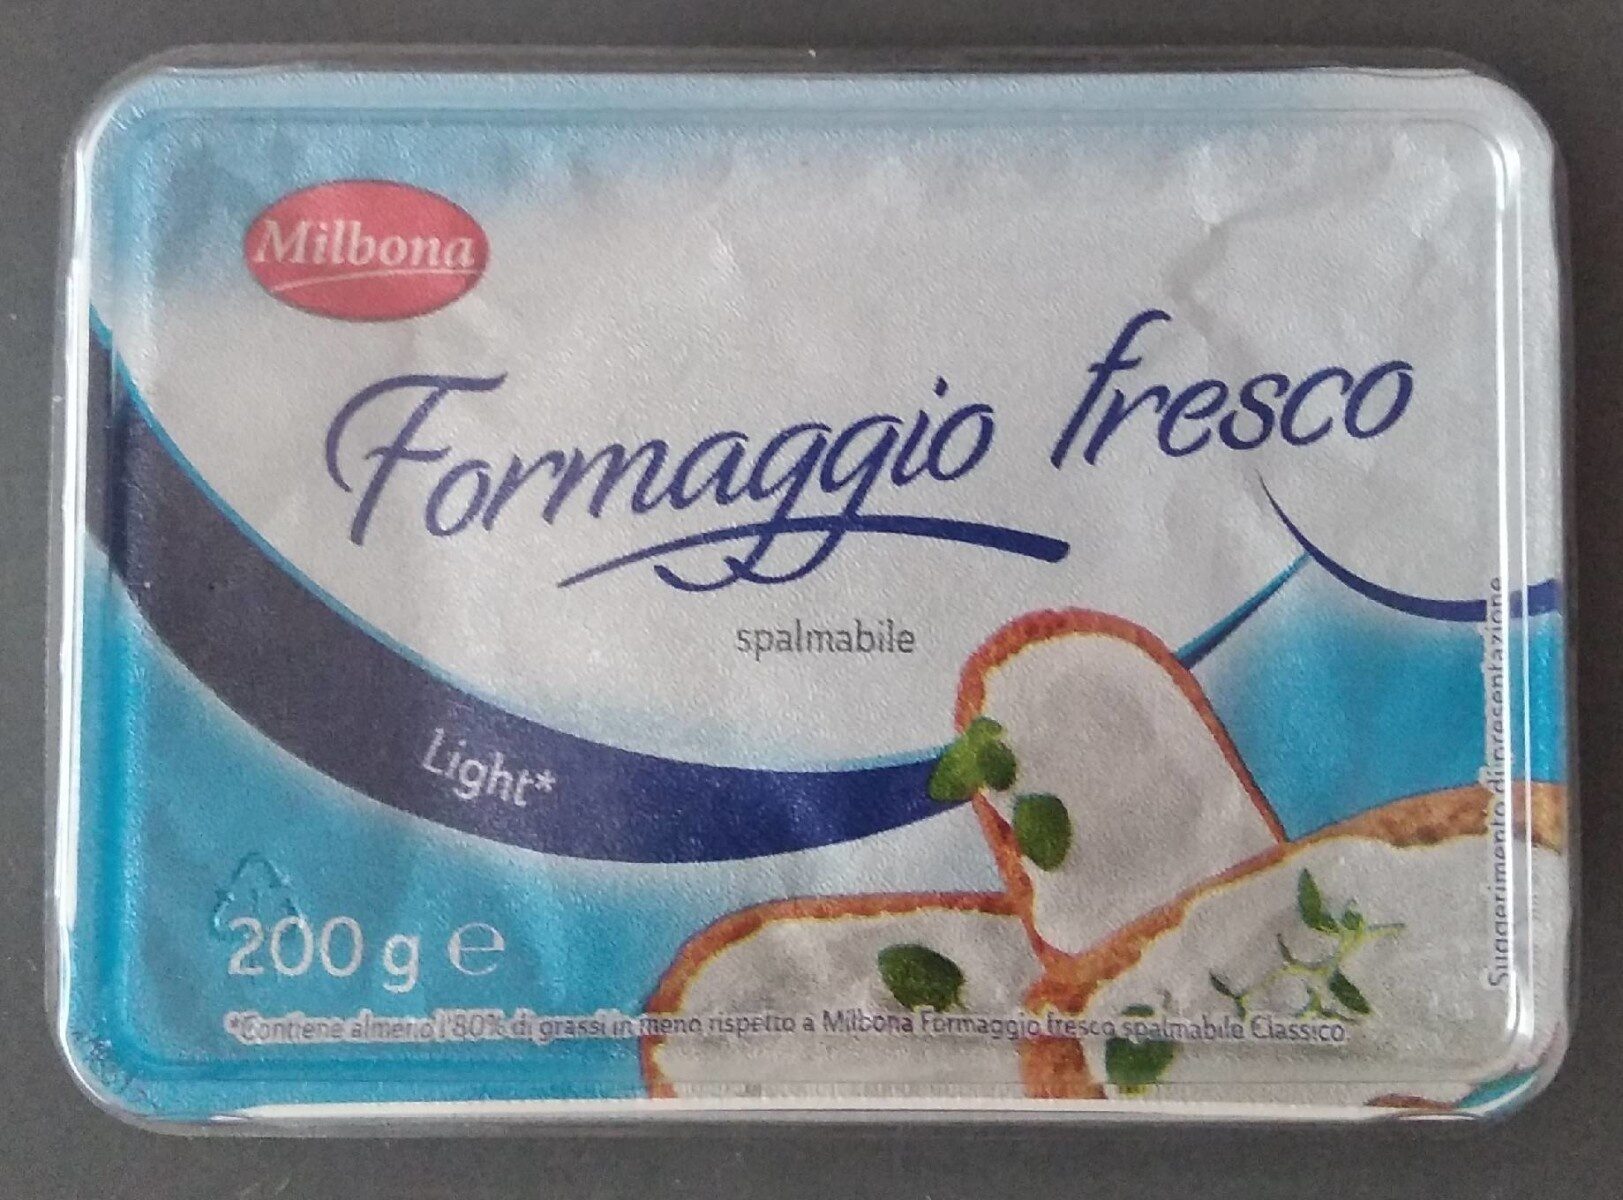 Milbona
Formaggio fresco
spalmabile
Light*
200 g e
*Contiene almeno l'80% di grassi in meno rispetto a Milbona Formaggio fresco spalmabile Classico.
Suggerimento di presentazione